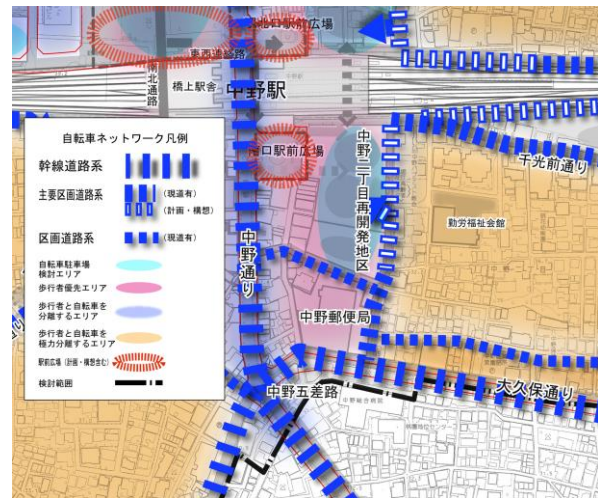 北口駅前広場
東西連絡路
南北通路
橋上駅舎
中野駅
自転車ネットワーク凡例
幹線道路系
主要区画道路系
(現道有)
(計画・構想)
区画道路系
(現道有)
自転車駐車場
検討エリア
歩行者優先エリア
歩行者と自転車を
分離するエリア
歩行者と自転車を
極力分離するエリア
駅前広場(計画・構想含む)
検討範囲
口駅前広場
中野二丁目再開発地区
千光前通り
勤労福祉会館
中野通り
中野郵便局
中野五差路
大久保通り
中野総合病院